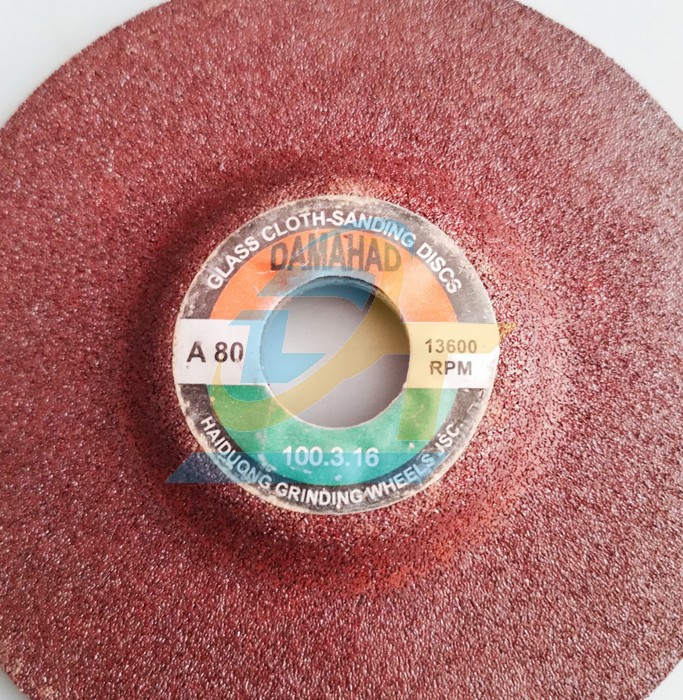 GLASS CLOTH-SANDING DISCS
DAMAHAD
A 80
13600
RPM
100.3.16
HAIDUONG GRINDING WHEELS JSC.